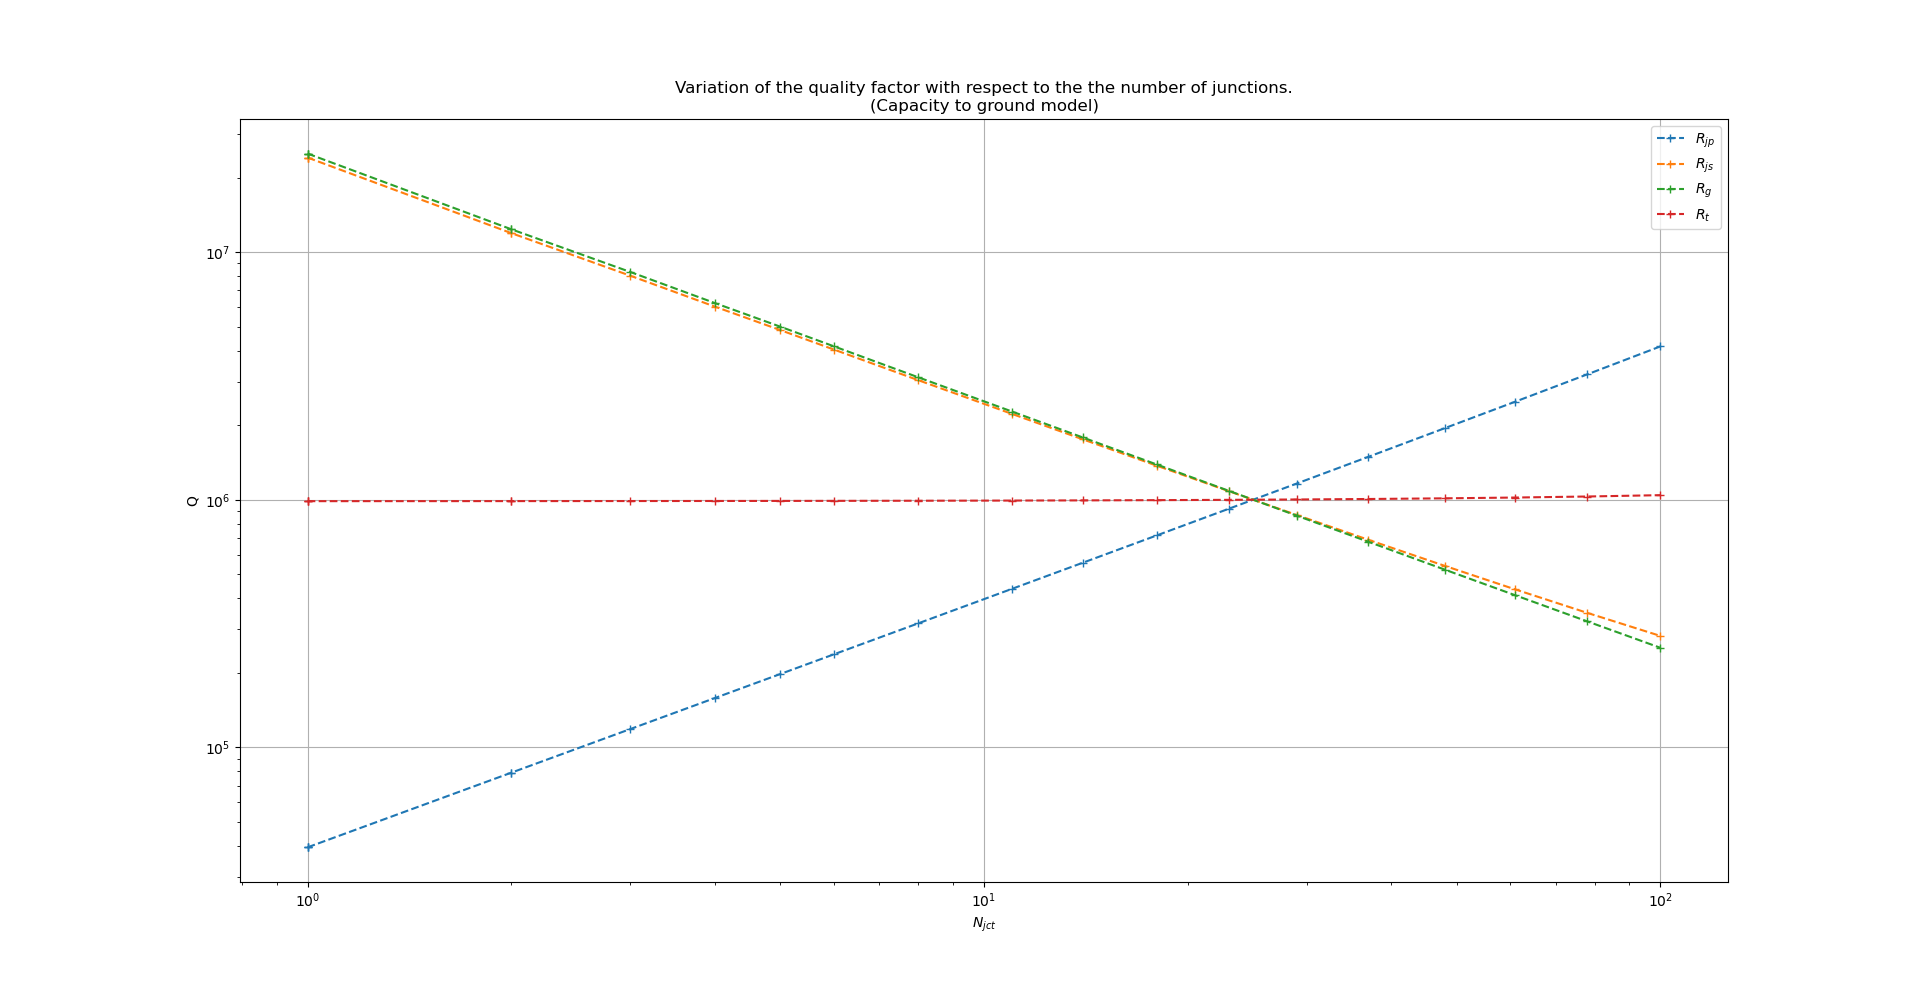 Variation of the quality factor with respect to the the number of junctions.
(Capacity to ground model)
R_jp
R_js
R_g
R_t
10^7
10^6
10^5
Q
10^0 10^1 10^2
N_jct